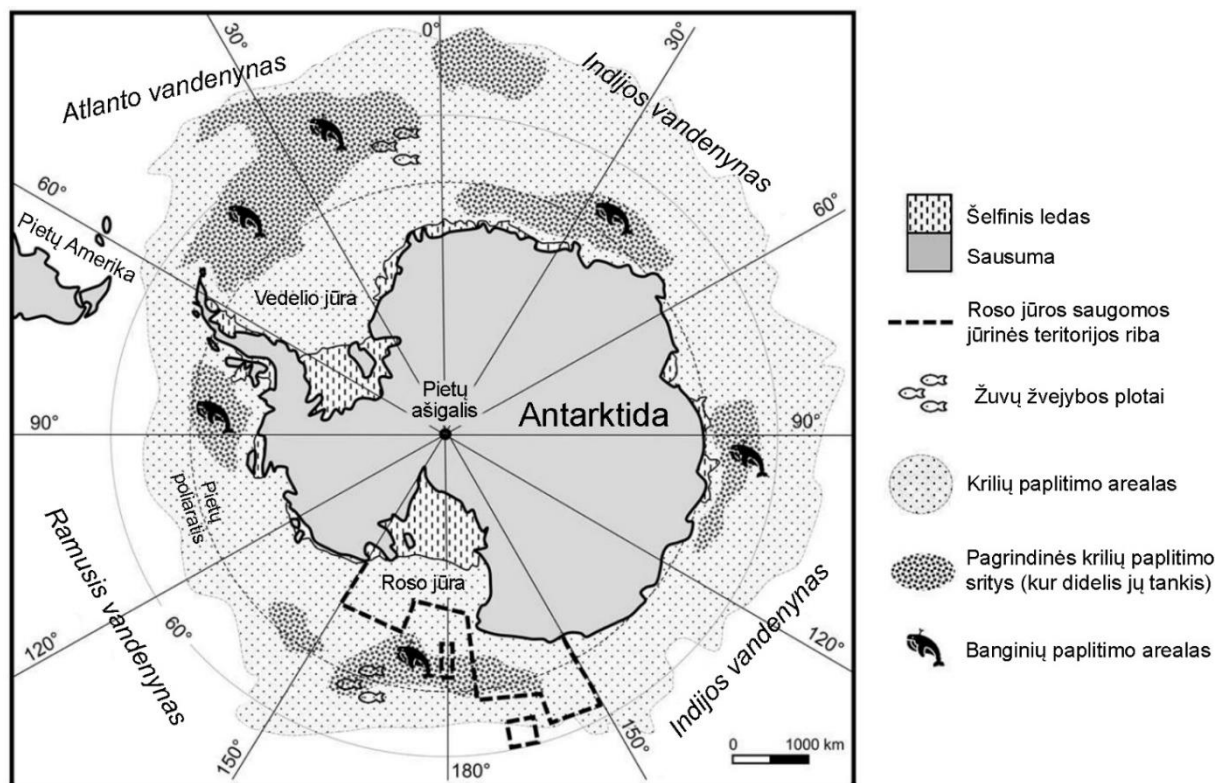 30°
0°
30°
Atlanto vandenynas
Indijos vandenynas
60°
60°
Pietų Amerika
Vedelio jūra
Pietų
ašigalis
Antarktida
90°
90°
Pietų
poliaratis
Ramusis vandenynas
Roso jūra
60°
120°
120°
Indijos vandenynas
150°
150°
180°
0 1000 km
Šelfinis ledas
Sausuma
Roso jūros saugomos
jūrinės teritorijos riba
Žuvų žvejybos plotai
Krilių paplitimo arealas
Pagrindinės krilių paplitimo
sritys (kur didelis jų tankis)
Banginių paplitimo arealas